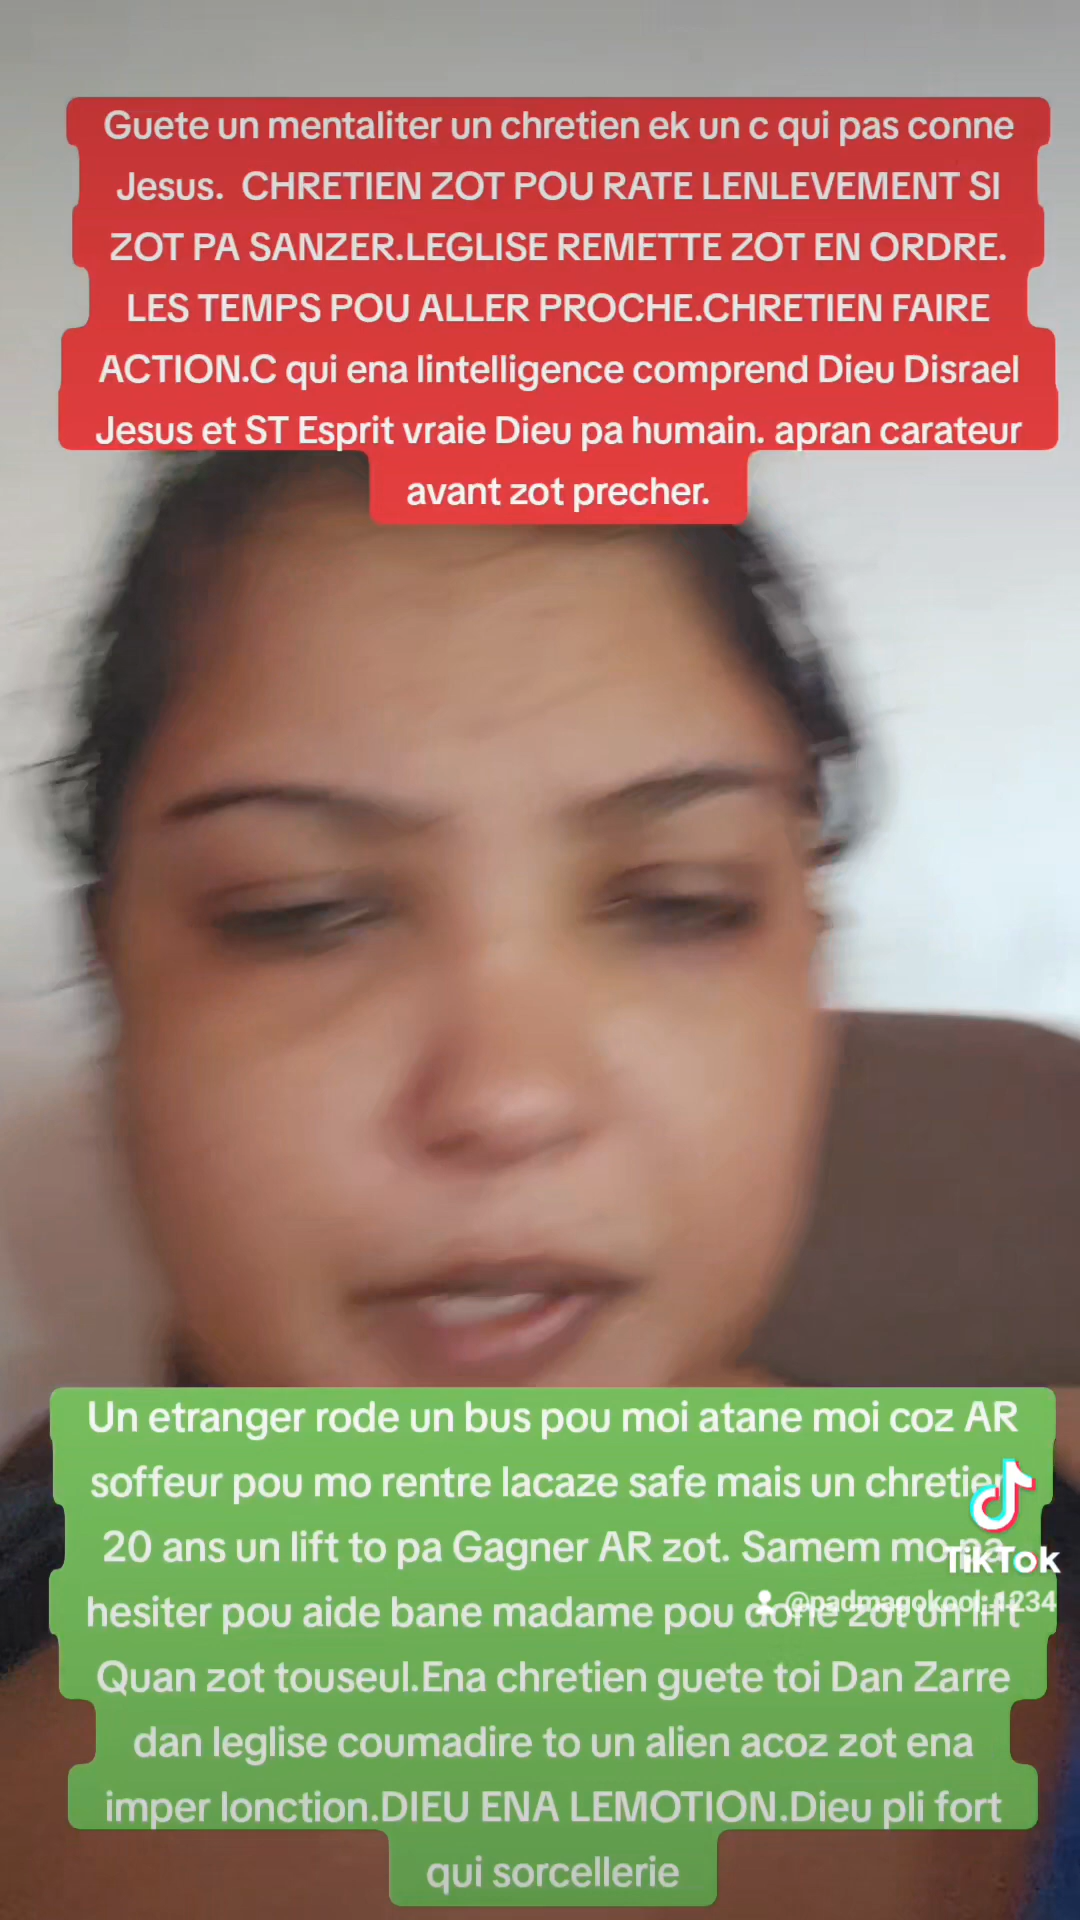 Guete un mentaliter un chretien ek un c qui pas conne
Jesus.  CHRETIEN ZOT POU RATE LENLEVEMENT SI
ZOT PA SANZER.LEGLISE REMETTE ZOT EN ORDRE.
LES TEMPS POU ALLER PROCHE.CHRETIEN FAIRE
ACTION.C qui ena lintelligence comprend Dieu Disrael
Jesus et ST Esprit vraie Dieu pa humain. apran carateur
avant zot precher.
Un etranger rode un bus pou moi atane moi coz AR
soffeur pou mo rentre lacaze safe mais un chretien
20 ans un lift to pa Gagner AR zot. Samem mo pa
TikTok
hesiter pou aide bane madame pou done zot un lift
@padmagokool_1234
Quan zot touseul.Ena chretien guete toi Dan Zarre
dan leglise coumadire to un alien acoz zot ena
imper lonction.DIEU ENA LEMOTION.Dieu pli fort
qui sorcellerie